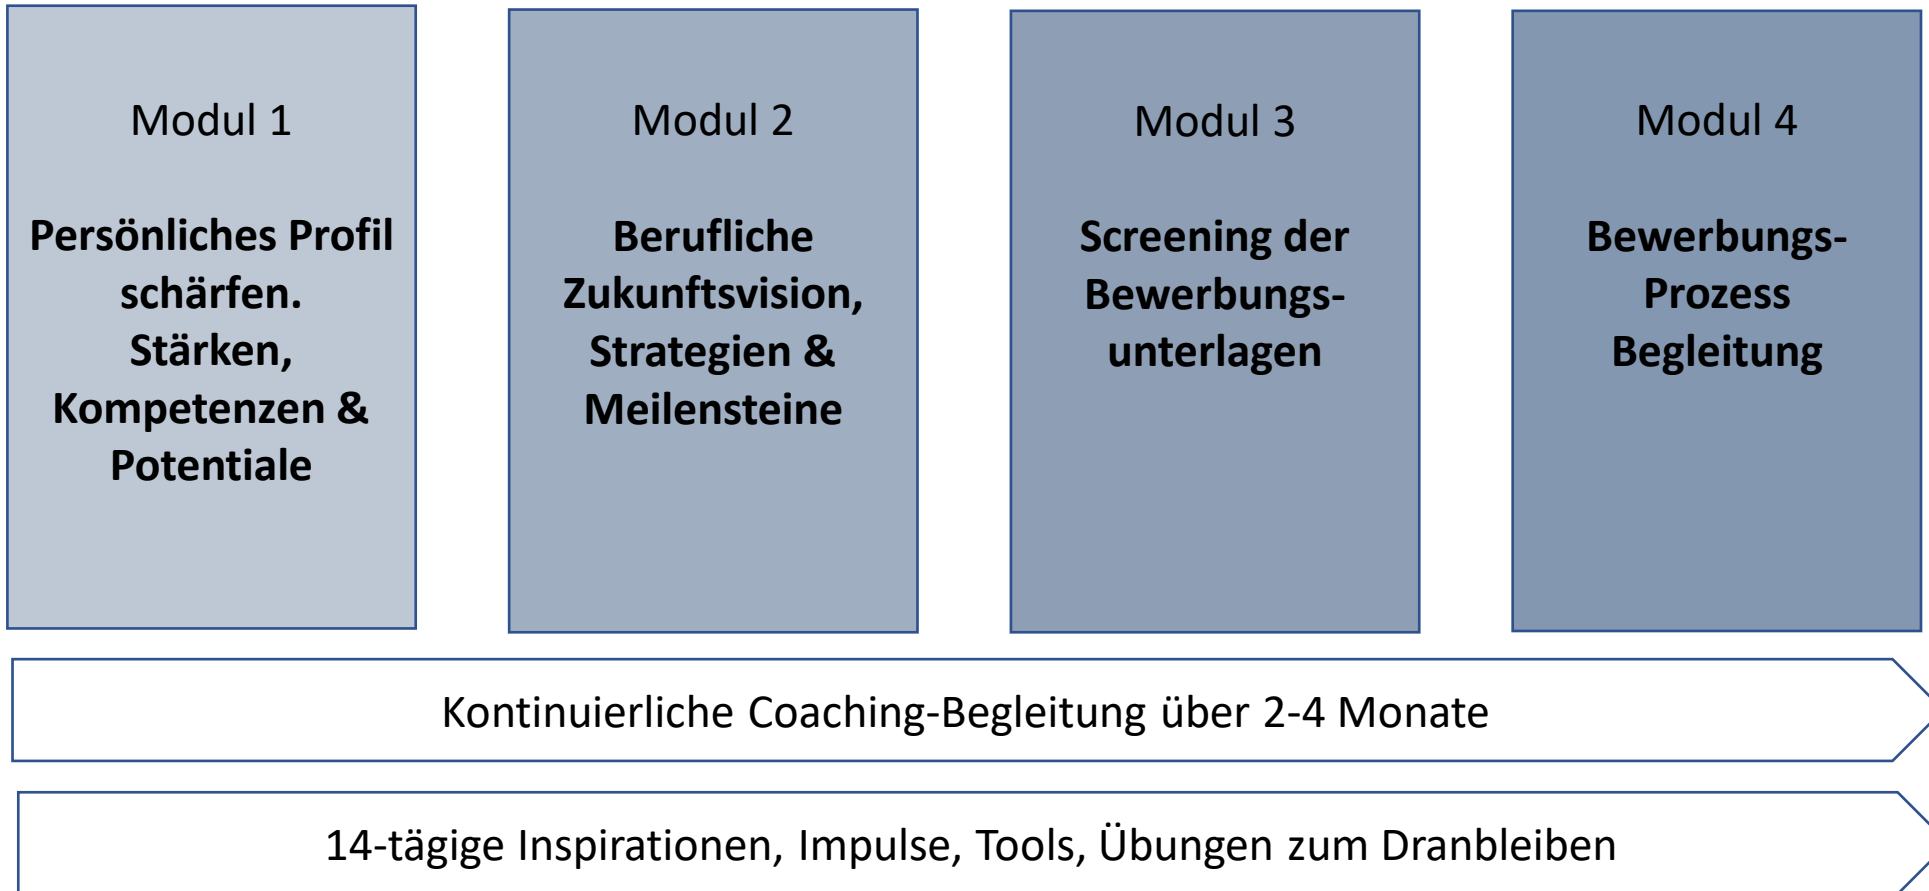 Modul 1
Persönliches Profil
schärfen.
Stärken,
Kompetenzen &
Potentiale
Modul 2
Berufliche
Zukunftsvision,
Strategien &
Meilensteine
Modul 3
Screening der
Bewerbungs-
unterlagen
Modul 4
Bewerbungs-
Prozess
Begleitung
Kontinuierliche Coaching-Begleitung über 2-4 Monate
14-tägige Inspirationen, Impulse, Tools, Übungen zum Dranbleiben